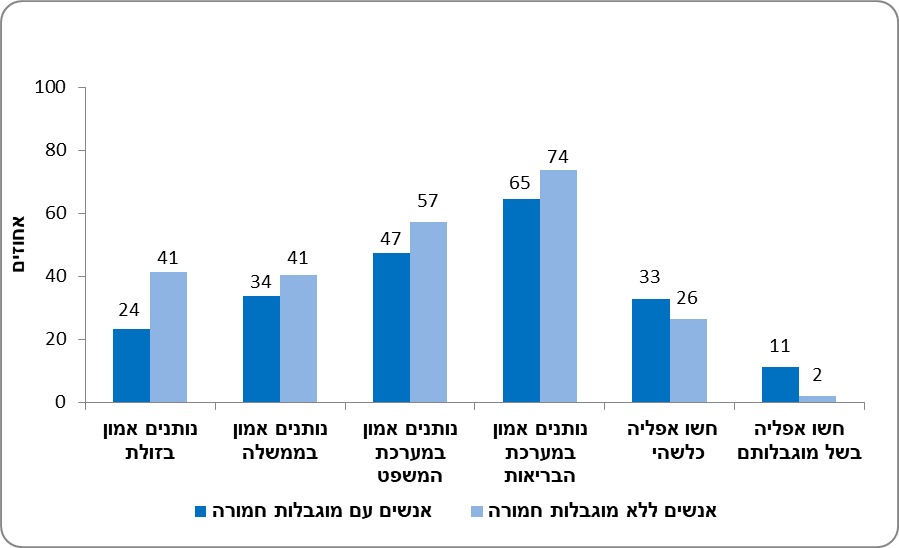 100
80
60
40
20
0
אחוזים
24
41
34
41
47
57
65
74
33
26
11
2
נותנים אמון
בזולת
נותנים אמון
בממשלה
נותנים אמון
במערכת
המשפט
נותנים אמון
במערכת
הבריאות
חשו אפליה
כלשהי
חשו אפליה
בשל מוגבלותם
אנשים עם מוגבלות חמורה
אנשים ללא מוגבלות חמורה